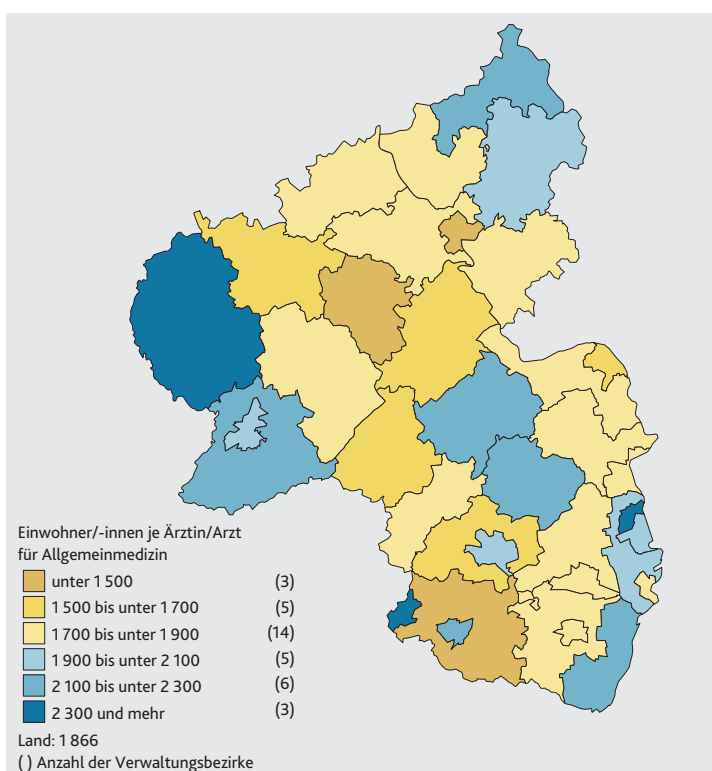 Einwohner/-innen je Ärztin/Arzt
für Allgemeinmedizin
unter 1 500 (3)
1 500 bis unter 1 700 (5)
1 700 bis unter 1 900 (14)
1 900 bis unter 2 100 (5)
2 100 bis unter 2 300 (6)
2 300 und mehr (3)
Land: 1 866
( ) Anzahl der Verwaltungsbezirke